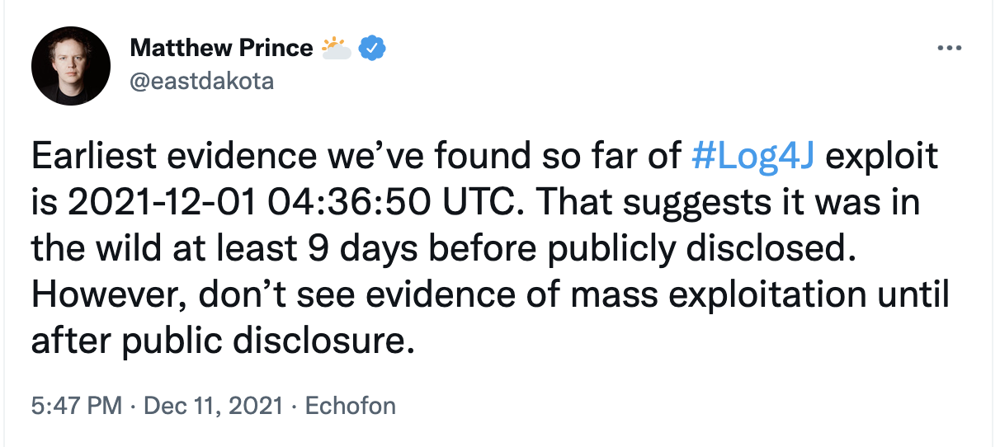 Matthew Prince
@eastdakota
Earliest evidence we’ve found so far of #Log4J exploit
is 2021-12-01 04:36:50 UTC. That suggests it was in
the wild at least 9 days before publicly disclosed.
However, don’t see evidence of mass exploitation until
after public disclosure.
5:47 PM · Dec 11, 2021 · Echofon